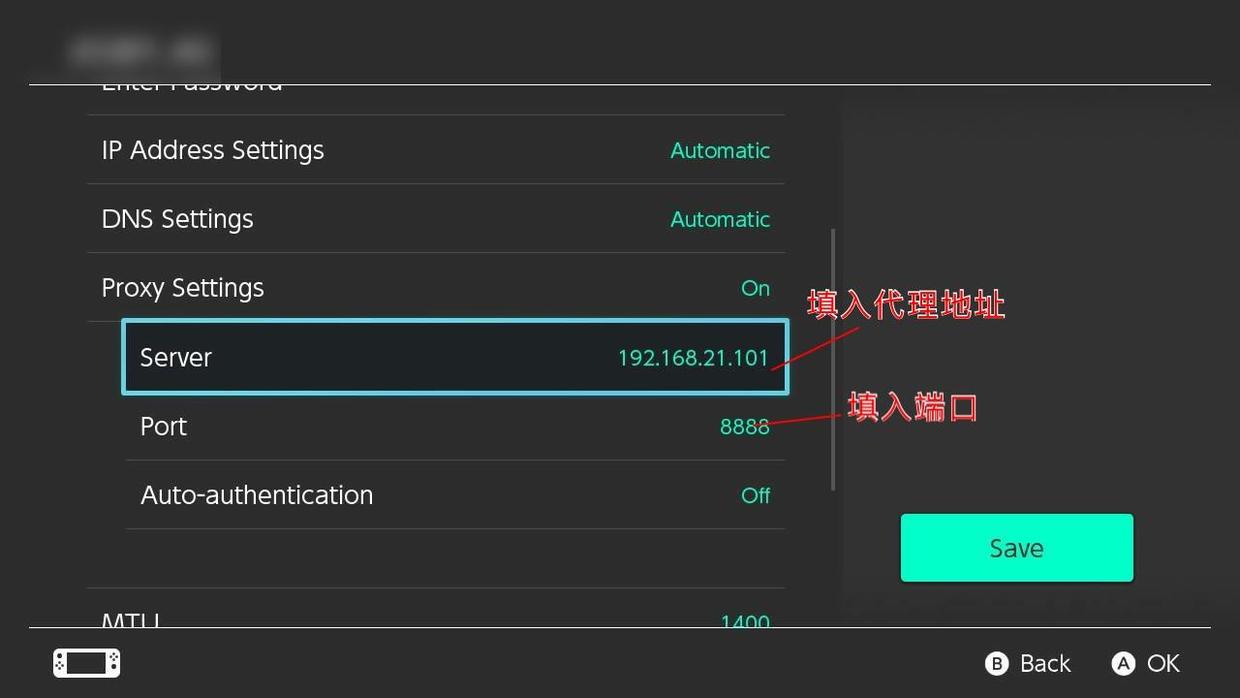 Enter Password
IP Address Settings Automatic
DNS Settings Automatic
Proxy Settings On
填入代理地址
Server 192.168.21.101
填入端口
Port 8888
Auto-authentication Off
Save
MTU 1400
B Back A OK